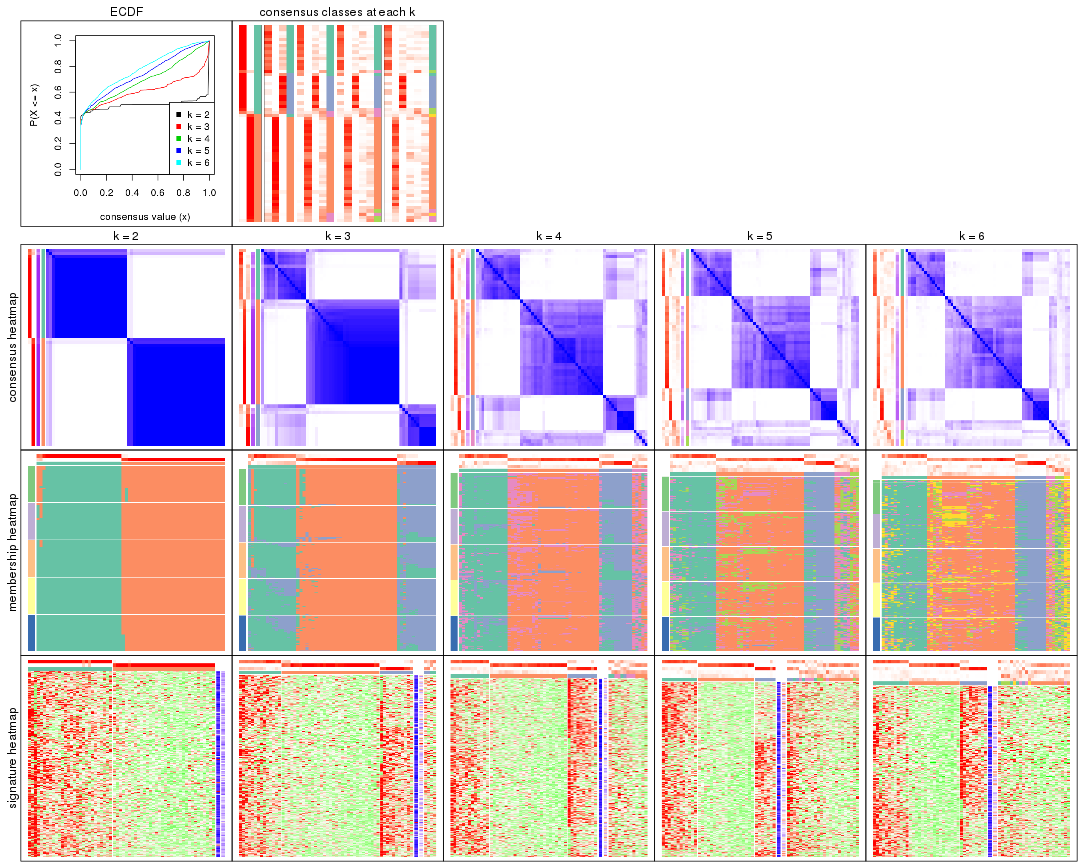 ECDF
consensus classes at each k
P(X <= x)
0.0 0.2 0.4 0.6 0.8 1.0
k = 2
k = 3
k = 4
k = 5
k = 6
0.0 0.2 0.4 0.6 0.8 1.0
consensus value (x)
k = 2
k = 3
k = 4
k = 5
k = 6
consensus heatmap
membership heatmap
signature heatmap